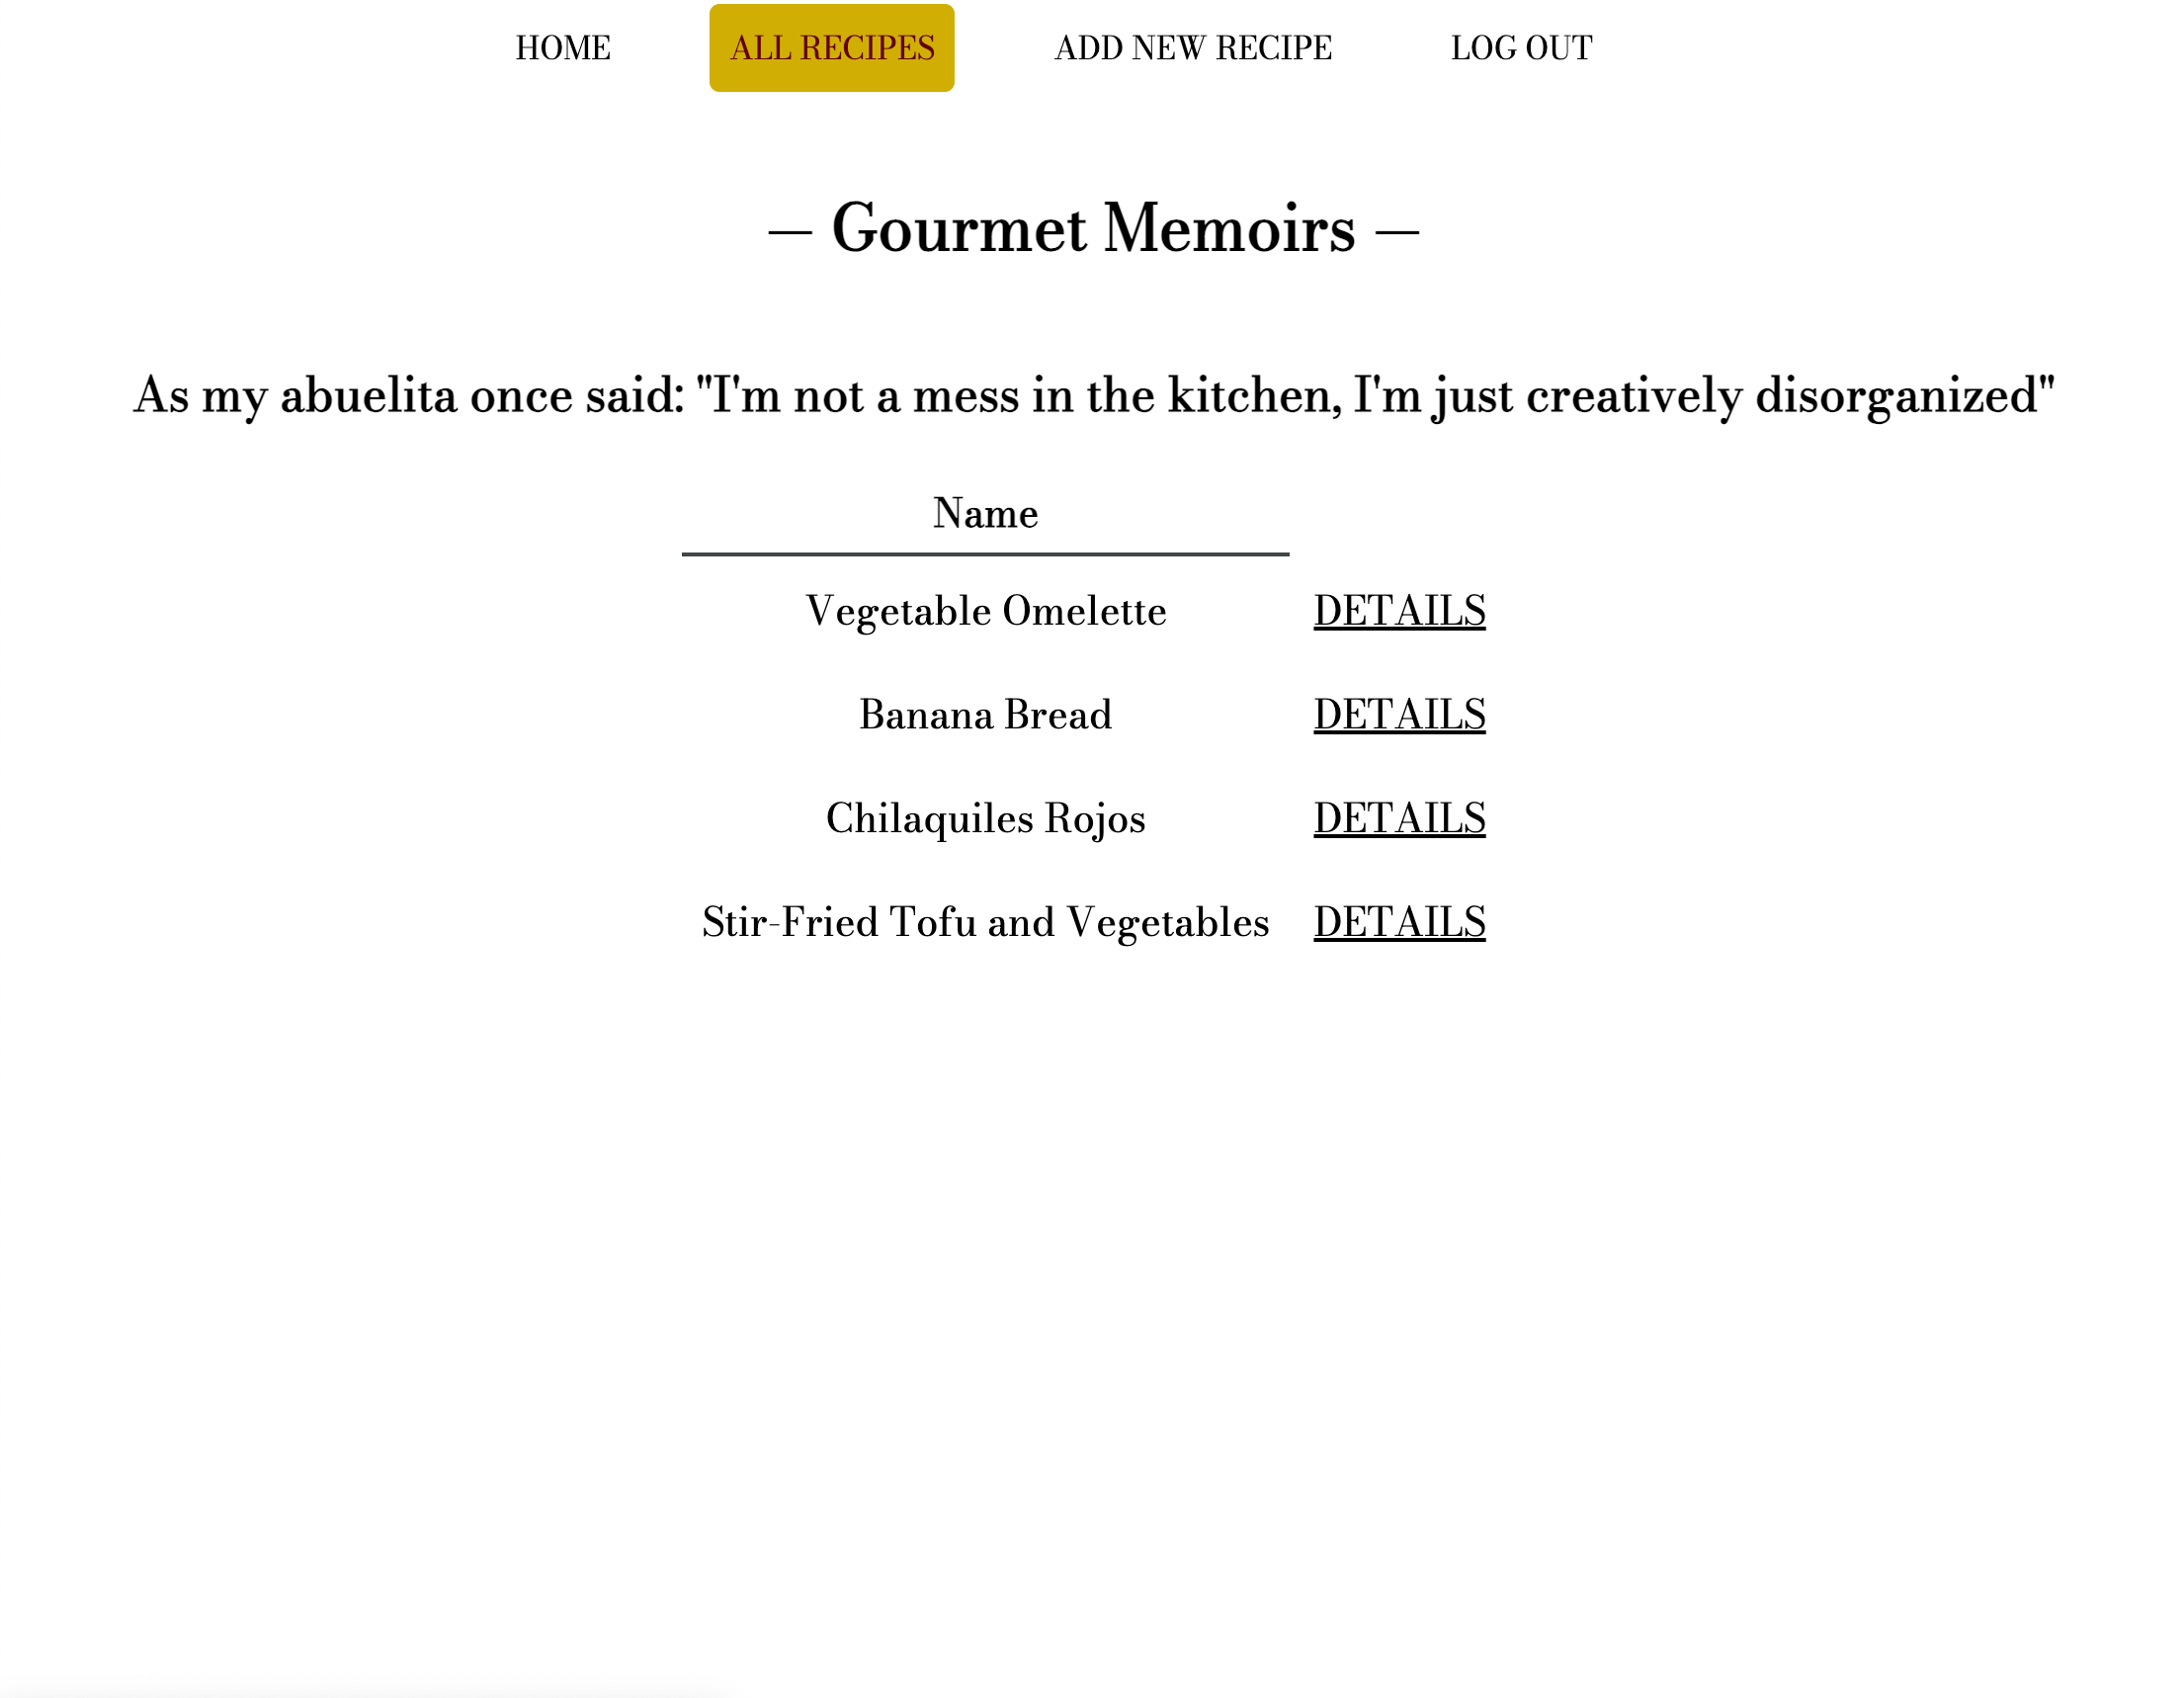 HOME ALL RECIPES ADD NEW RECIPE LOG OUT
— Gourmet Memoirs —
As my abuelita once said: "I'm not a mess in the kitchen, I'm just creatively disorganized"
Name
Vegetable Omelette DETAILS
Banana Bread DETAILS
Chilaquiles Rojos DETAILS
Stir-Fried Tofu and Vegetables DETAILS